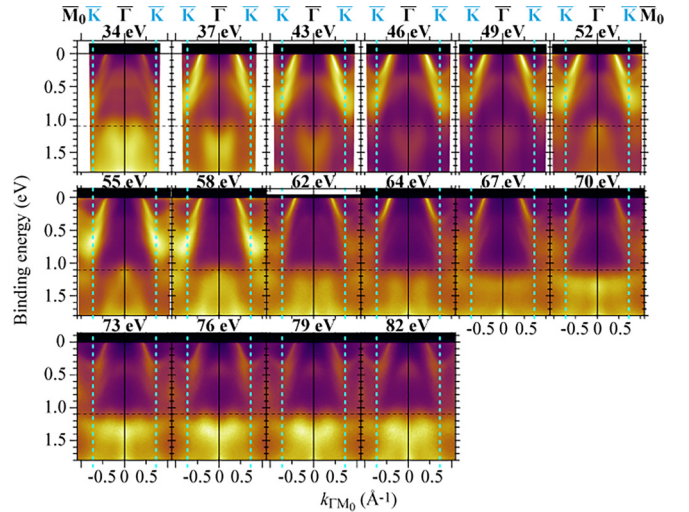 M̅₀ K̅ Γ̅ K̅ K̅ Γ̅ K̅ K̅ Γ̅ K̅ K̅ Γ̅ K̅ K̅ Γ̅ K̅ K̅ Γ̅ K̅ M̅₀
34 eV 37 eV 43 eV 46 eV 49 eV 52 eV
0
0.5
1.0
1.5
55 eV 58 eV 62 eV 64 eV 67 eV 70 eV
0
0.5
1.0
1.5
-0.5 0 0.5 -0.5 0 0.5
73 eV 76 eV 79 eV 82 eV
0
0.5
1.0
1.5
-0.5 0 0.5 -0.5 0 0.5 -0.5 0 0.5 -0.5 0 0.5
Binding energy (eV)
k_ΓM₀ (Å⁻¹)